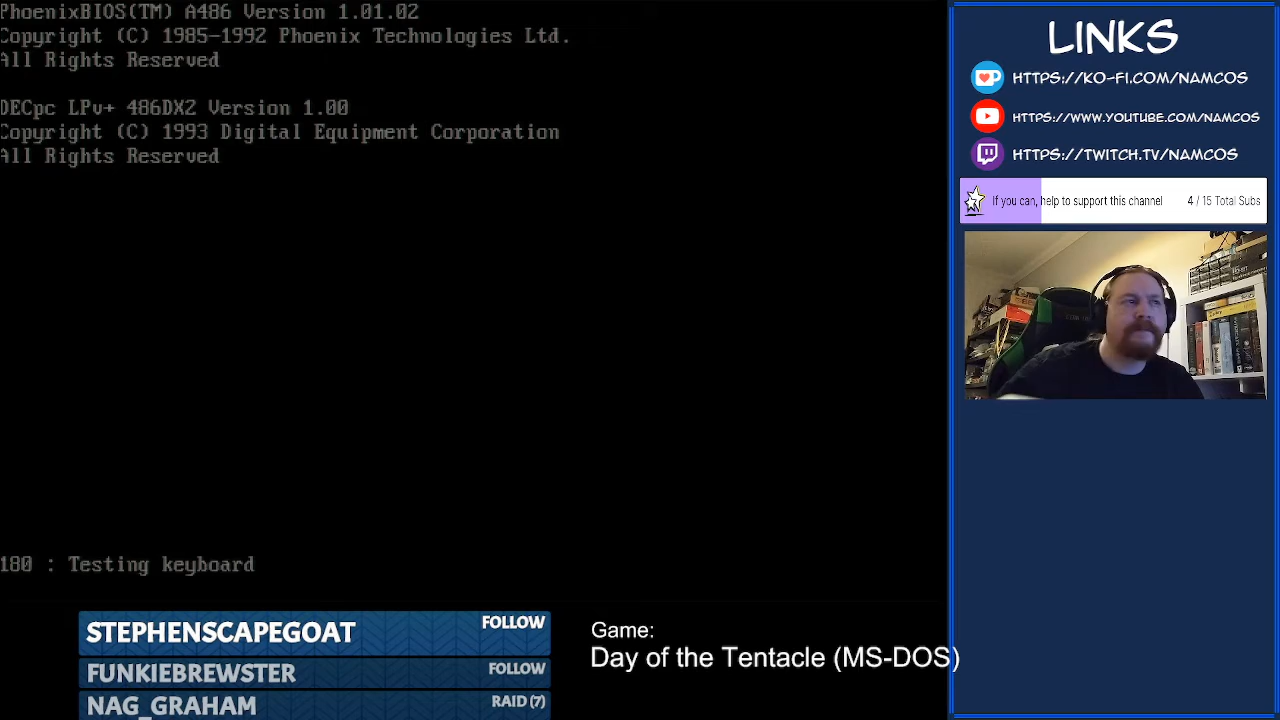 PhoenixBIOS(TM) A486 Version 1.01.02
Copyright (C) 1985-1992 Phoenix Technologies Ltd.
All Rights Reserved
DECpc LPv+ 486DX2 Version 1.00
Copyright (C) 1993 Digital Equipment Corporation
All Rights Reserved
180 : Testing keyboard
STEPHENSCAPEGOAT FOLLOW
FUNKIEBREWSTER FOLLOW
NAG_GRAHAM RAID (7)
Game:
Day of the Tentacle (MS-DOS)
LINKS
HTTPS://KO-FI.COM/NAMCOS
HTTPS://WWW.YOUTUBE.COM/NAMCOS
HTTPS://TWITCH.TV/NAMCOS
If you can, help to support this channel 4 / 15 Total Subs